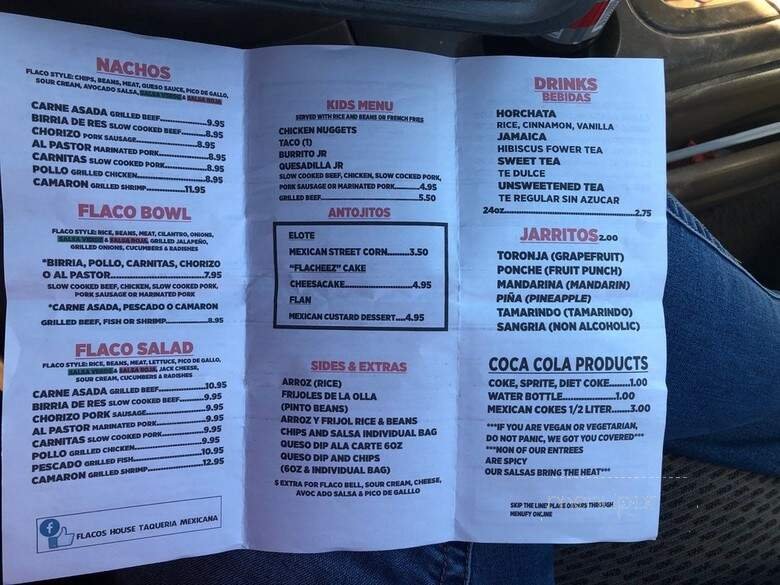 NACHOS
FLACO STYLE: CHIPS, BEANS, MEAT, QUESO SAUCE, PICO DE GALLO,
SOUR CREAM, AVOCADO SALSA, SALSA VERDE & SALSA ROJA
CARNE ASADA GRILLED BEEF......9.95
BIRRIA DE RES SLOW COOKED BEEF......8.95
CHORIZO PORK SAUSAGE......8.95
AL PASTOR MARINATED PORK......8.95
CARNITAS SLOW COOKED PORK......8.95
POLLO GRILLED CHICKEN......8.95
CAMARON GRILLED SHRIMP......11.95
FLACO BOWL
FLACO STYLE: RICE, BEANS, MEAT, CILANTRO, ONIONS,
SALSA VERDE & SALSA ROJA, GRILLED JALAPEÑO,
GRILLED ONIONS, CUCUMBERS & RADISHES
*BIRRIA, POLLO, CARNITAS, CHORIZO
O AL PASTOR......7.95
SLOW COOKED BEEF, CHICKEN, SLOW COOKED PORK,
PORK SAUSAGE OR MARINATED PORK
*CARNE ASADA, PESCADO O CAMARON
GRILLED BEEF, FISH OR SHRIMP......8.95
FLACO SALAD
FLACO STYLE: RICE, BEANS, MEAT, LETTUCE, PICO DE GALLO,
SALSA VERDE & SALSA ROJA, JACK CHEESE,
SOUR CREAM, CUCUMBERS & RADISHES
CARNE ASADA GRILLED BEEF......10.95
BIRRIA DE RES SLOW COOKED BEEF......9.95
CHORIZO PORK SAUSAGE......9.95
AL PASTOR MARINATED PORK......9.95
CARNITAS SLOW COOKED PORK......9.95
POLLO GRILLED CHICKEN......9.95
PESCADO GRILLED FISH......10.95
CAMARON GRILLED SHRIMP......12.95
f
FLACOS HOUSE TAQUERIA MEXICANA
KIDS MENU
SERVED WITH RICE AND BEANS OR FRENCH FRIES
CHICKEN NUGGETS
TACO (1)
BURRITO JR
QUESADILLA JR
SLOW COOKED BEEF, CHICKEN, SLOW COCKED PORK,
PORK SAUSAGE OR MARINATED PORK......4.95
GRILLED BEEF......5.50
ANTOJITOS
ELOTE
MEXICAN STREET CORN......3.50
"FLACHEEZ" CAKE
CHEESACAKE......4.95
FLAN
MEXICAN CUSTARD DESSERT....4.95
SIDES & EXTRAS
ARROZ (RICE)
FRIJOLES DE LA OLLA
(PINTO BEANS)
ARROZ Y FRIJOL RICE & BEANS
CHIPS AND SALSA INDIVIDUAL BAG
QUESO DIP ALA CARTE 6OZ
QUESO DIP AND CHIPS
(6OZ & INDIVIDUAL BAG)
$ EXTRA FOR FLACO BELL, SOUR CREAM, CHEESE,
AVOCADO SALSA & PICO DE GALLLO
DRINKS
BEBIDAS
HORCHATA
RICE, CINNAMON, VANILLA
JAMAICA
HIBISCUS FOWER TEA
SWEET TEA
TE DULCE
UNSWEETENED TEA
TE REGULAR SIN AZUCAR
24oz......2.75
JARRITOS 2.00
TORONJA (GRAPEFRUIT)
PONCHE (FRUIT PUNCH)
MANDARINA (MANDARIN)
PIÑA (PINEAPPLE)
TAMARINDO (TAMARINDO)
SANGRIA (NON ALCOHOLIC)
COCA COLA PRODUCTS
COKE, SPRITE, DIET COKE......1.00
WATER BOTTLE......1.00
MEXICAN COKES 1/2 LITER......3.00
***IF YOU ARE VEGAN OR VEGETARIAN,
DO NOT PANIC, WE GOT YOU COVERED***
***NON OF OUR ENTREES
ARE SPICY
OUR SALSAS BRING THE HEAT***
SKIP THE LINE! PLACE ORDERS THROUGH
MENUFY ONLINE